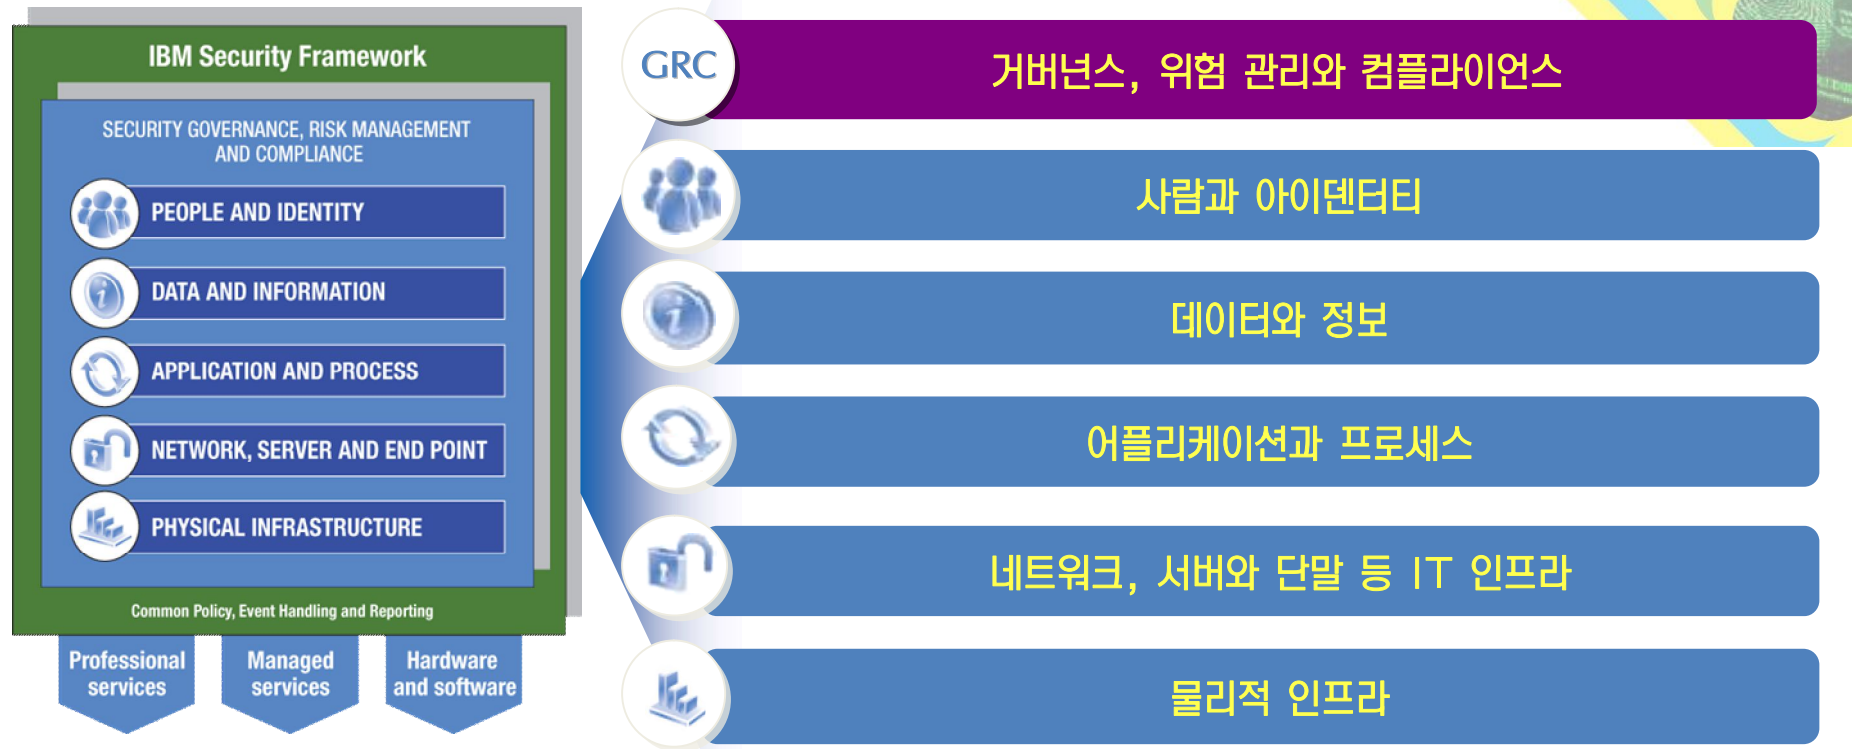 IBM Security Framework
SECURITY GOVERNANCE, RISK MANAGEMENT
AND COMPLIANCE
PEOPLE AND IDENTITY
DATA AND INFORMATION
APPLICATION AND PROCESS
NETWORK, SERVER AND END POINT
PHYSICAL INFRASTRUCTURE
Common Policy, Event Handling and Reporting
Professional
services
Managed
services
Hardware
and software
GRC
거버넌스, 위험 관리와 컴플라이언스
사람과 아이덴터티
데이터와 정보
어플리케이션과 프로세스
네트워크, 서버와 단말 등 IT 인프라
물리적 인프라